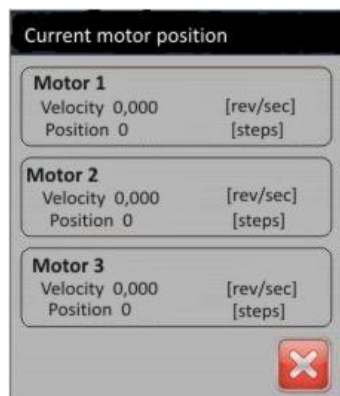 Current motor position
Motor 1
Velocity 0,000 [rev/sec]
Position 0 [steps]
Motor 2
Velocity 0,000 [rev/sec]
Position 0 [steps]
Motor 3
Velocity 0,000 [rev/sec]
Position 0 [steps]